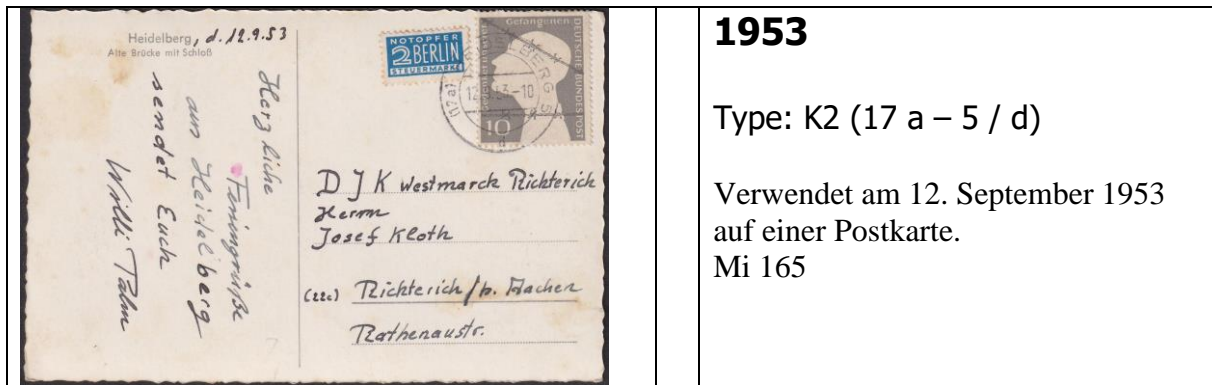 Heidelberg, d. 12.9.53
Alte Brücke mit Schloß
Herzliche
Feriengrüße
aus Heidelberg
sendet Euch
Willi Palm
NOTOPFER
2 BERLIN
STEUERMARKE
Gefangenen
DEUTSCHE BUNDESPOST
10
DJK Westmarck Richterich
Herrn
Josef Kloth
(22c) Richterich / b. Aachen
Rathenaustr.
1953
Type: K2 (17 a – 5 / d)
Verwendet am 12. September 1953
auf einer Postkarte.
Mi 165